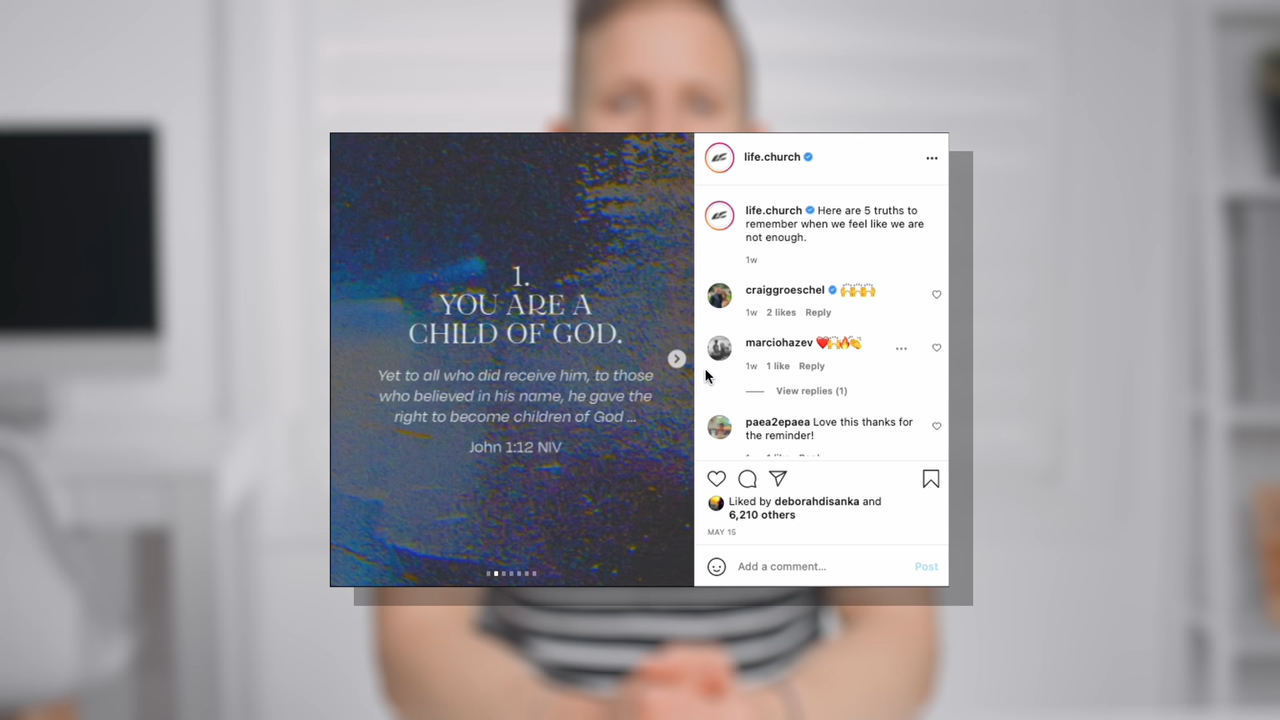 1.
YOU ARE A
CHILD OF GOD.
Yet to all who did receive him, to those
who believed in his name, he gave the
right to become children of God ...
John 1:12 NIV
life.church
life.church Here are 5 truths to
remember when we feel like we are
not enough.
1w
craiggroeschel 🙌🙌🙌
1w 2 likes Reply
marciohazev ❤️🙌🔥👏
1w 1 like Reply
View replies (1)
paea2epaea Love this thanks for
the reminder!
Liked by deborahdisanka and
6,210 others
MAY 15
Add a comment...
Post